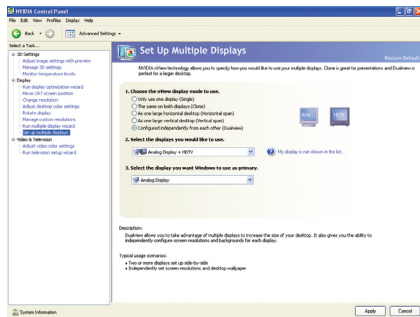 NVIDIA Control Panel
File Edit View Profiles Display Help
Back
Advanced Settings
Select a Task...
3D Settings
Adjust image settings with preview
Manage 3D settings
Monitor temperature levels
Display
Run display optimization wizard
Move CRT screen position
Change resolution
Adjust desktop color settings
Rotate display
Manage custom resolutions
Run multiple display wizard
Set up multiple displays
Video & Television
Adjust video color settings
Run television setup wizard
System Information
Set Up Multiple Displays
Restore Defaults
NVIDIA nView technology allows you to specify how you would like to use your multiple displays. Clone is great for presentations and Dualview is
perfect for a larger desktop.
1. Choose the nView display mode to use.
Only use one display (Single)
The same on both displays (Clone)
As one large horizontal desktop (Horizontal span)
As one large vertical desktop (Vertical span)
Configured independently from each other (Dualview)
Anal...
HDTV
2. Select the displays you would like to use.
Analog Display + HDTV
My display is not shown in the list...
3. Select the display you want Windows to use as primary.
Analog Display
Description:
Dualview allows you to take advantage of multiple displays to increase the size of your desktop. It also gives you the ability to
independently configure screen resolutions and backgrounds for each display.
Typical usage scenarios:
• Two or more displays set up side-by-side
• Independently set screen resolutions and desktop wallpaper
Apply
Cancel